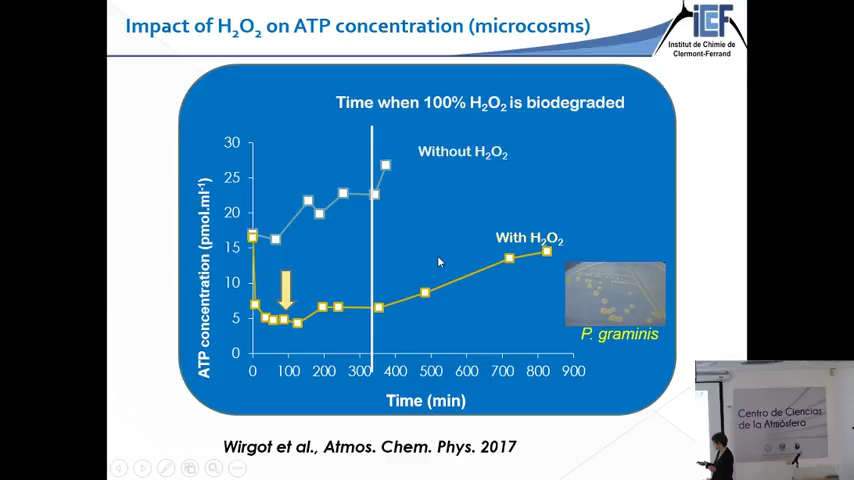 Impact of H₂O₂ on ATP concentration (microcosms)
iCCF
Institut de Chimie de
Clermont-Ferrand
Time when 100% H₂O₂ is biodegraded
Without H₂O₂
With H₂O₂
ATP concentration (pmol.ml⁻¹)
30
25
20
15
10
5
0
0 100 200 300 400 500 600 700 800 900
Time (min)
P. graminis
Wirgot et al., Atmos. Chem. Phys. 2017
Centro de Ciencias
de la Atmósfera